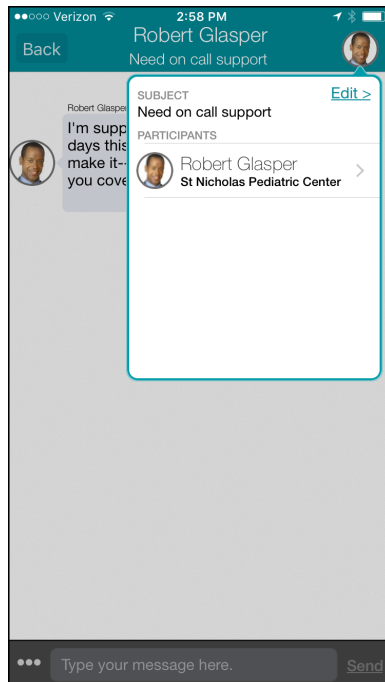 Verizon 2:58 PM
Back
Robert Glasper
Need on call support
SUBJECT
Edit >
Need on call support
PARTICIPANTS
Robert Glasper
St Nicholas Pediatric Center
Robert Glasper
I'm supp
days this
make it--
you cove
Type your message here.
Send